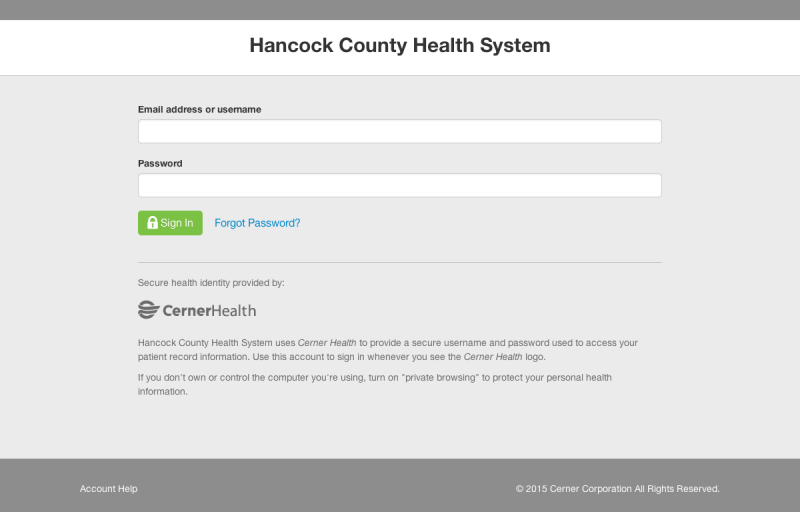 Hancock County Health System
Email address or username
Password
Sign In
Forgot Password?
Secure health identity provided by:
CernerHealth
Hancock County Health System uses Cerner Health to provide a secure username and password used to access your
patient record information. Use this account to sign in whenever you see the Cerner Health logo.
If you don't own or control the computer you're using, turn on "private browsing" to protect your personal health
information.
Account Help
© 2015 Cerner Corporation All Rights Reserved.